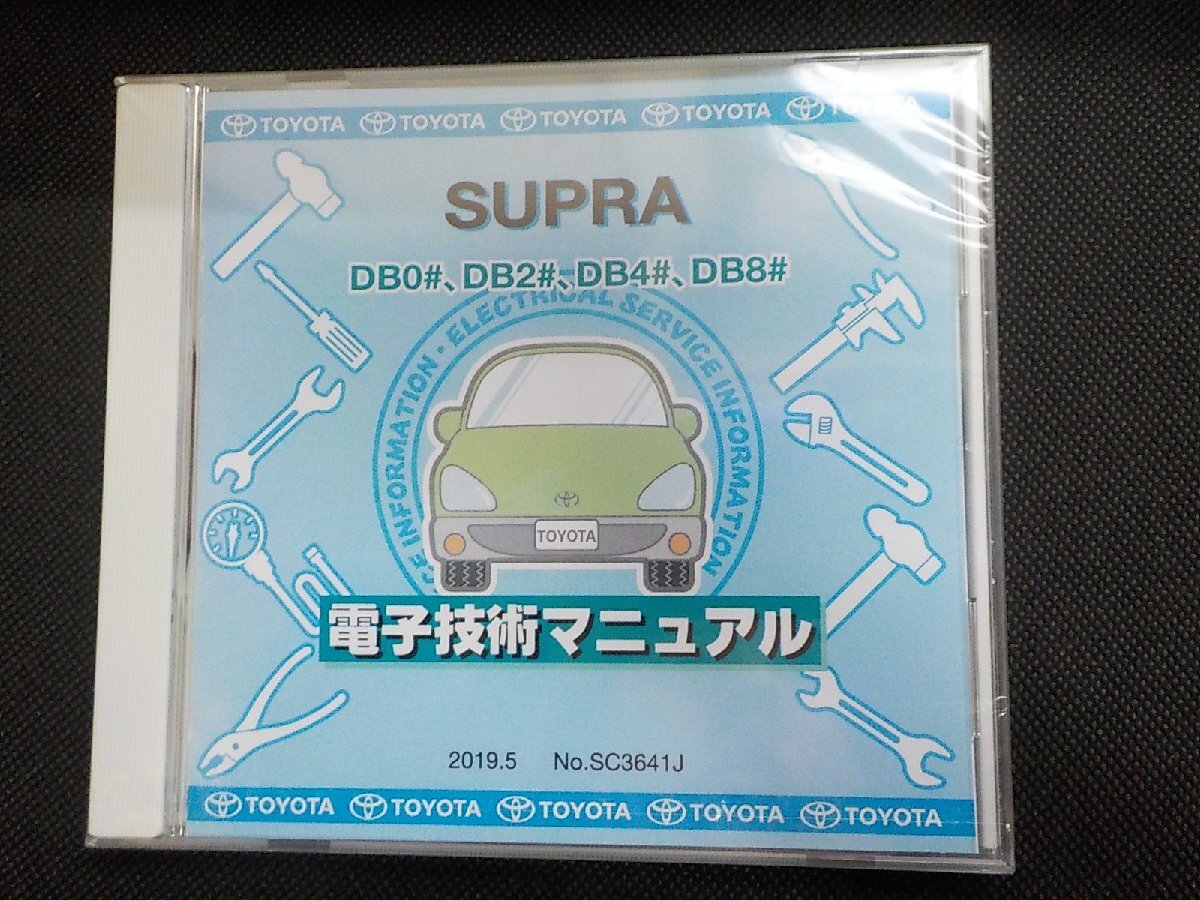 TOYOTA TOYOTA TOYOTA TOYOTA TOYOTA
SUPRA
DB0#、DB2#、DB4#、DB8#
INFORMATION・ELECTRICAL SERVICE INFORMATION
TOYOTA
電子技術マニュアル
2019.5 No.SC3641J
TOYOTA TOYOTA TOYOTA TOYOTA TOYOTA